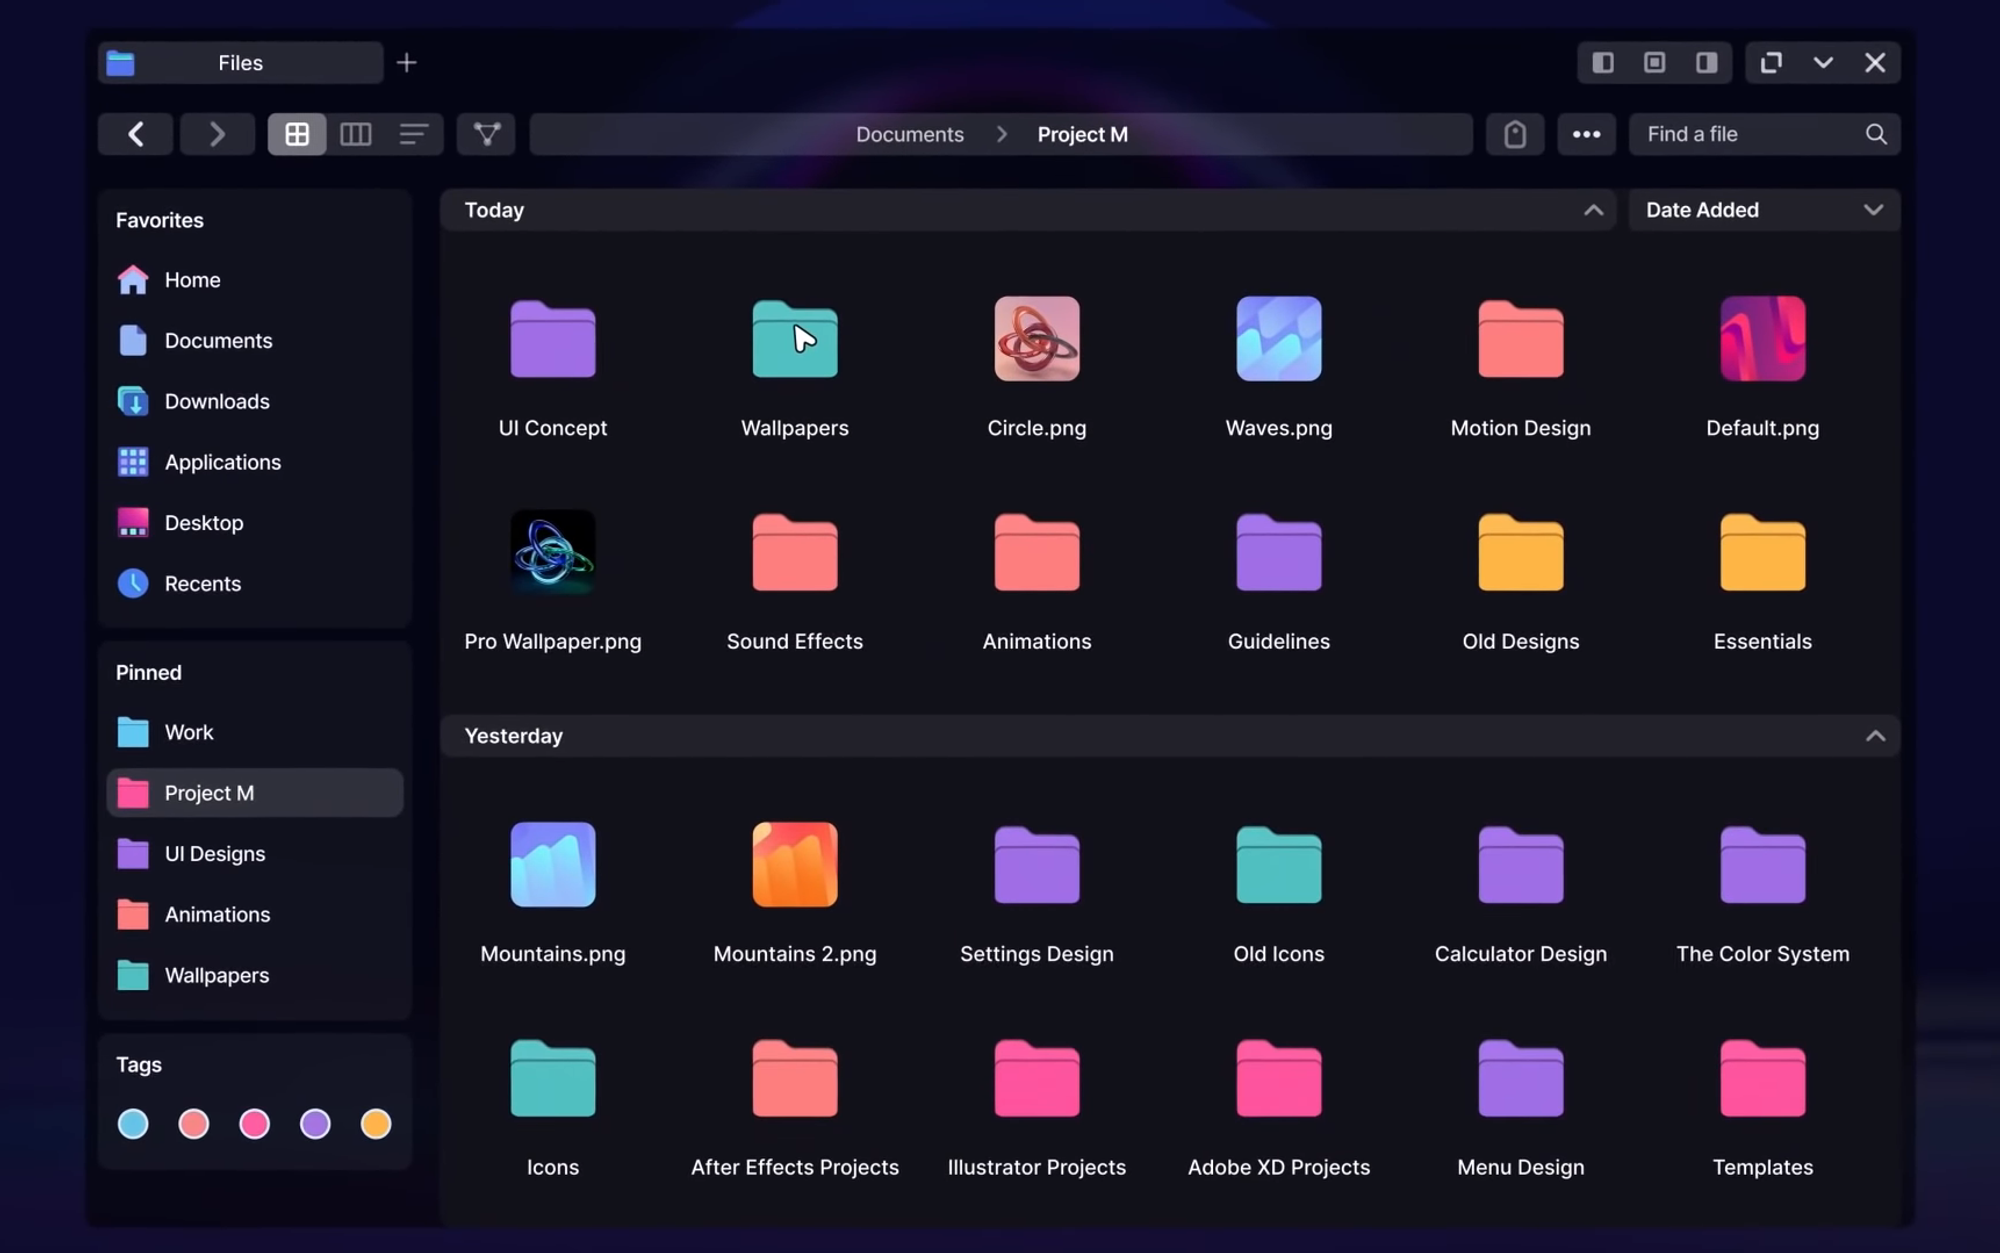 Files
Documents
Project M
Find a file
Favorites
Home
Documents
Downloads
Applications
Desktop
Recents
Pinned
Work
Project M
UI Designs
Animations
Wallpapers
Tags
Today
Date Added
UI Concept
Wallpapers
Circle.png
Waves.png
Motion Design
Default.png
Pro Wallpaper.png
Sound Effects
Animations
Guidelines
Old Designs
Essentials
Yesterday
Mountains.png
Mountains 2.png
Settings Design
Old Icons
Calculator Design
The Color System
Icons
After Effects Projects
Illustrator Projects
Adobe XD Projects
Menu Design
Templates